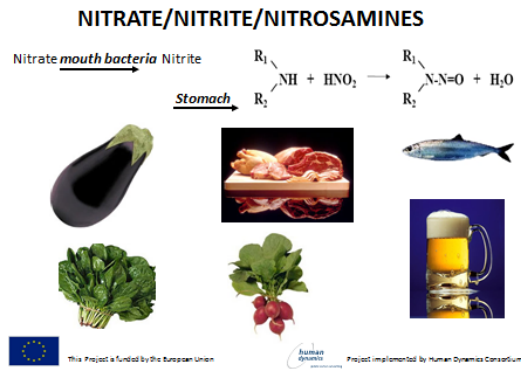 NITRATE/NITRITE/NITROSAMINES
Nitrate mouth bacteria Nitrite
Stomach
R₁
NH + HNO₂
R₂
R₁
N-N=O + H₂O
R₂
This Project is funded by the European Union
human
dynamics
Project implemented by Human Dynamics Consortium